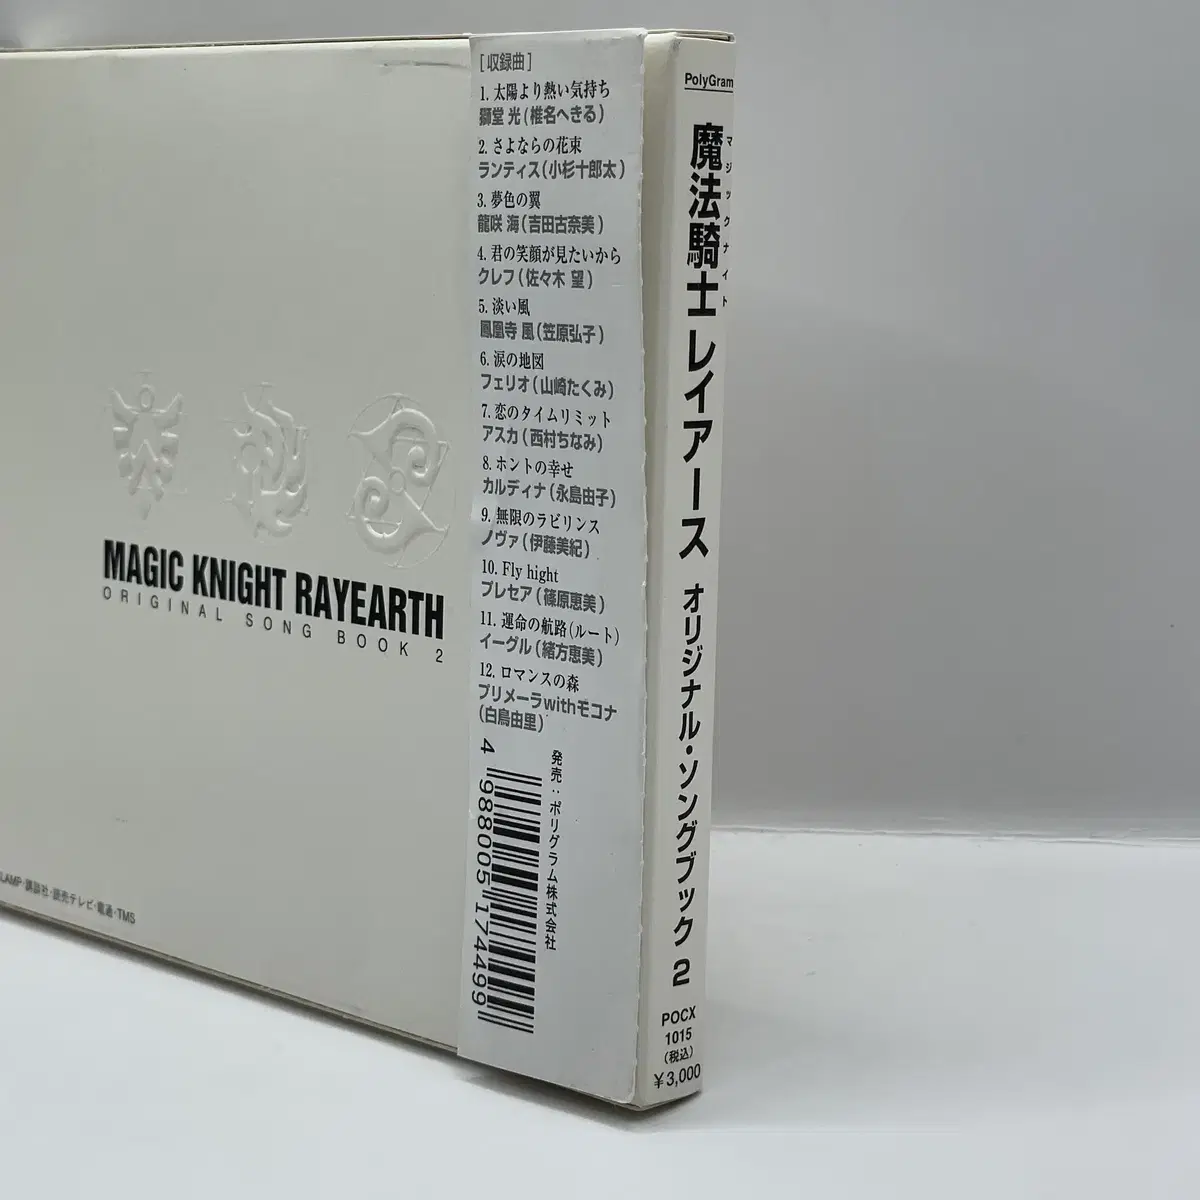 [収録曲]
1. 太陽より熱い気持ち
獅堂 光(椎名へきる)
2. さよならの花束
ランティス(小杉十郎太)
3. 夢色の翼
龍咲 海(吉田古奈美)
4. 君の笑顔が見たいから
クレフ(佐々木 望)
5. 淡い風
鳳凰寺 風(笠原弘子)
6. 涙の地図
フェリオ(山崎たくみ)
7. 恋のタイムリミット
アスカ(西村ちなみ)
8. ホントの幸せ
カルディナ(永島由子)
9. 無限のラビリンス
ノヴァ(伊藤美紀)
10. Fly hight
プレセア(篠原恵美)
11. 運命の航路(ルート)
イーグル(緒方恵美)
12. ロマンスの森
プリメーラwithモコナ
(白鳥由里)
発売:ポリグラム株式会社
4 988005 174499
MAGIC KNIGHT RAYEARTH
ORIGINAL SONG BOOK 2
LAMP・講談社・読売テレビ・電通・TMS
PolyGram
マジックナイト
魔法騎士レイアース オリジナル・ソングブック 2
POCX
1015
(税込)
¥3,000